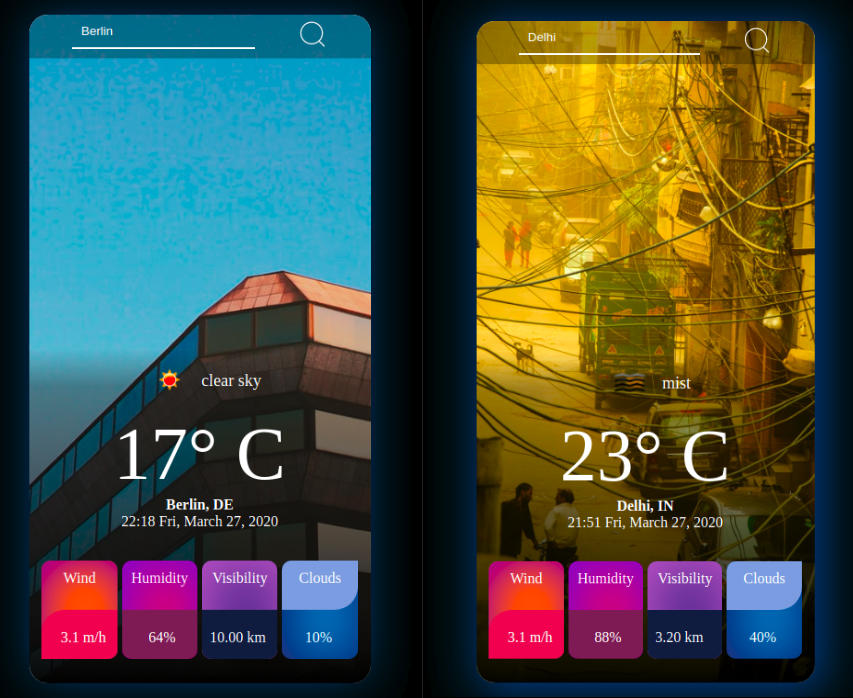 Berlin
clear sky
17° C
Berlin, DE
22:18 Fri, March 27, 2020
Wind Humidity Visibility Clouds
3.1 m/h 64% 10.00 km 10%
Delhi
mist
23° C
Delhi, IN
21:51 Fri, March 27, 2020
Wind Humidity Visibility Clouds
3.1 m/h 88% 3.20 km 40%